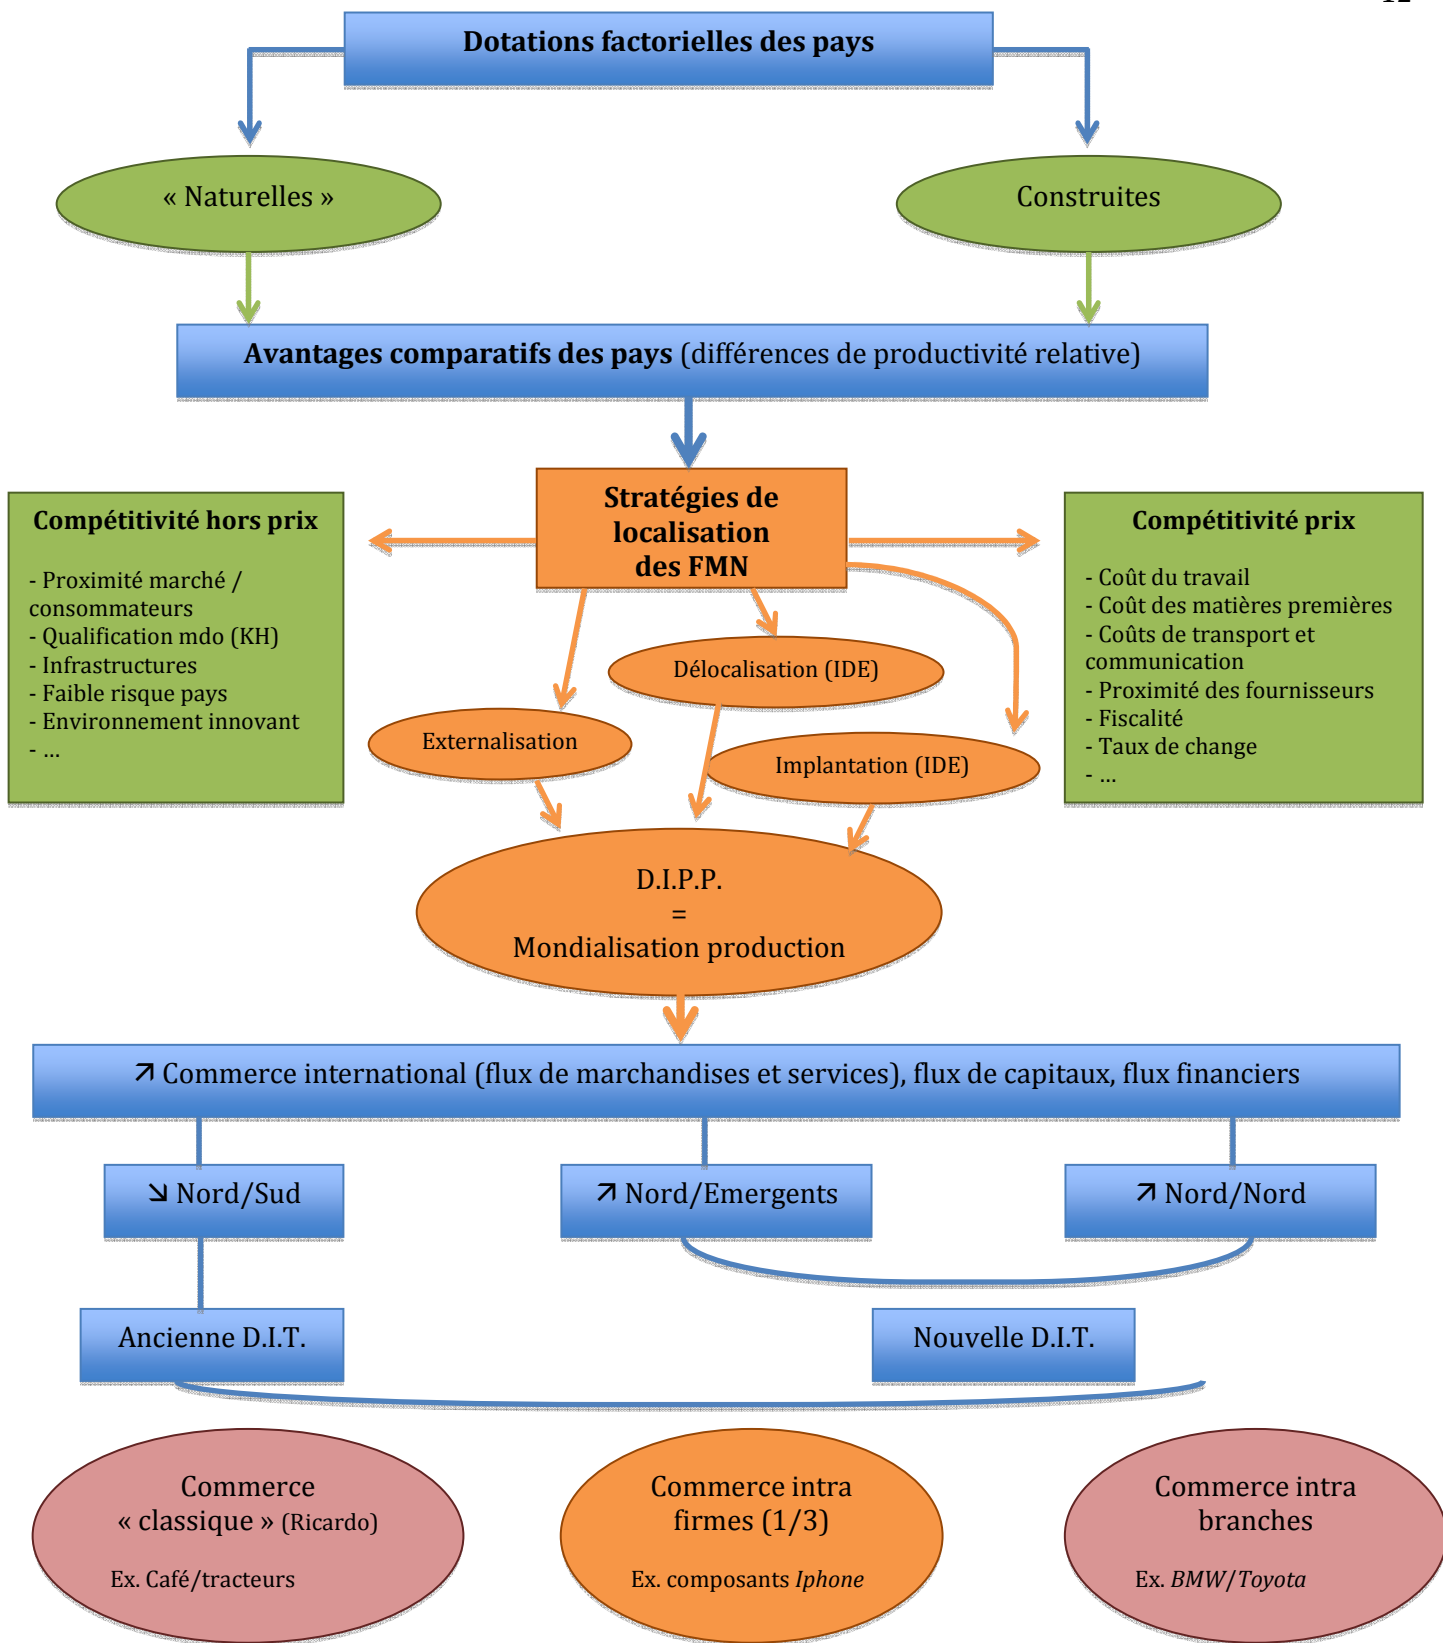 Dotations factorielles des pays
« Naturelles »
Construites
Avantages comparatifs des pays (différences de productivité relative)
Stratégies de
localisation
des FMN
Compétitivité hors prix
- Proximité marché /
consommateurs
- Qualification mdo (KH)
- Infrastructures
- Faible risque pays
- Environnement innovant
- ...
Compétitivité prix
- Coût du travail
- Coût des matières premières
- Coûts de transport et
communication
- Proximité des fournisseurs
- Fiscalité
- Taux de change
- ...
Délocalisation (IDE)
Externalisation
Implantation (IDE)
D.I.P.P.
=
Mondialisation production
↗ Commerce international (flux de marchandises et services), flux de capitaux, flux financiers
↘ Nord/Sud
↗ Nord/Emergents
↗ Nord/Nord
Ancienne D.I.T.
Nouvelle D.I.T.
Commerce
« classique » (Ricardo)
Ex. Café/tracteurs
Commerce intra
firmes (1/3)
Ex. composants Iphone
Commerce intra
branches
Ex. BMW/Toyota